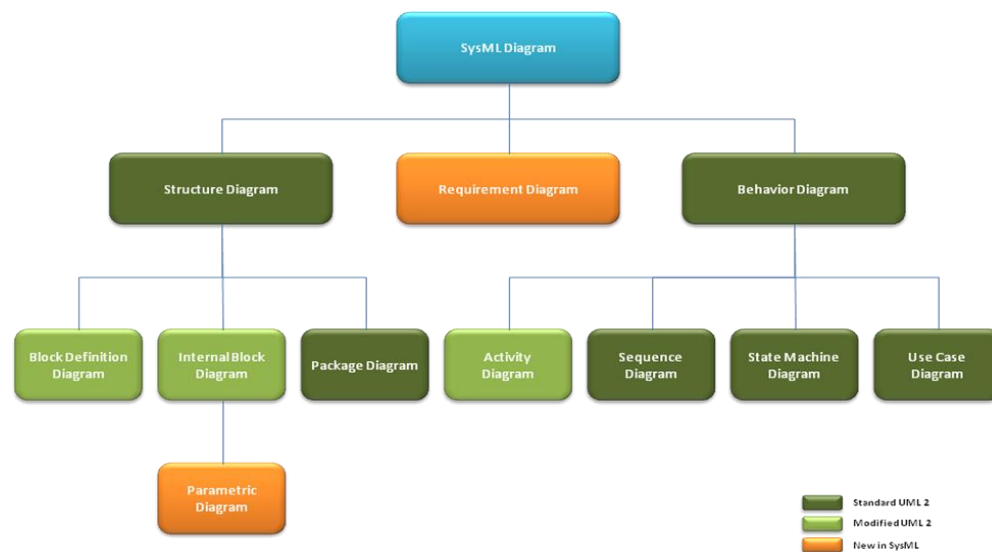 SysML Diagram
Structure Diagram
Requirement Diagram
Behavior Diagram
Block Definition
Diagram
Internal Block
Diagram
Package Diagram
Activity
Diagram
Sequence
Diagram
State Machine
Diagram
Use Case
Diagram
Parametric
Diagram
Standard UML 2
Modified UML 2
New in SysML